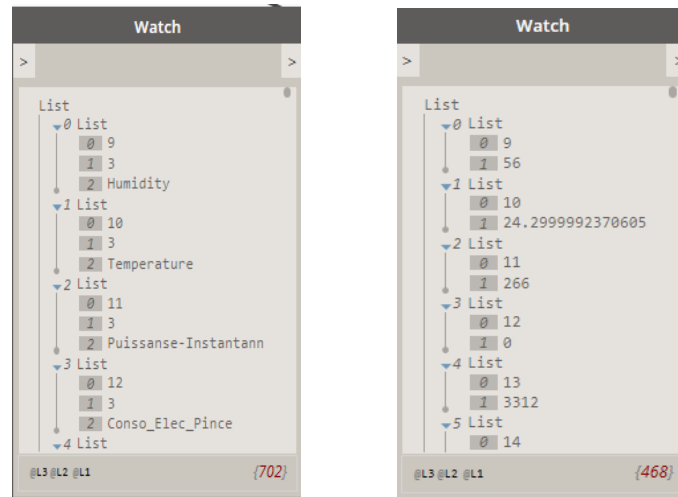 Watch
>
>
List
0 List
0 9
1 3
2 Humidity
1 List
0 10
1 3
2 Temperature
2 List
0 11
1 3
2 Puissanse-Instantann
3 List
0 12
1 3
2 Conso_Elec_Pince
4 List
@L3 @L2 @L1 {702}
Watch
>
>
List
0 List
0 9
1 56
1 List
0 10
1 24.2999992370605
2 List
0 11
1 266
3 List
0 12
1 0
4 List
0 13
1 3312
5 List
0 14
@L3 @L2 @L1 {468}